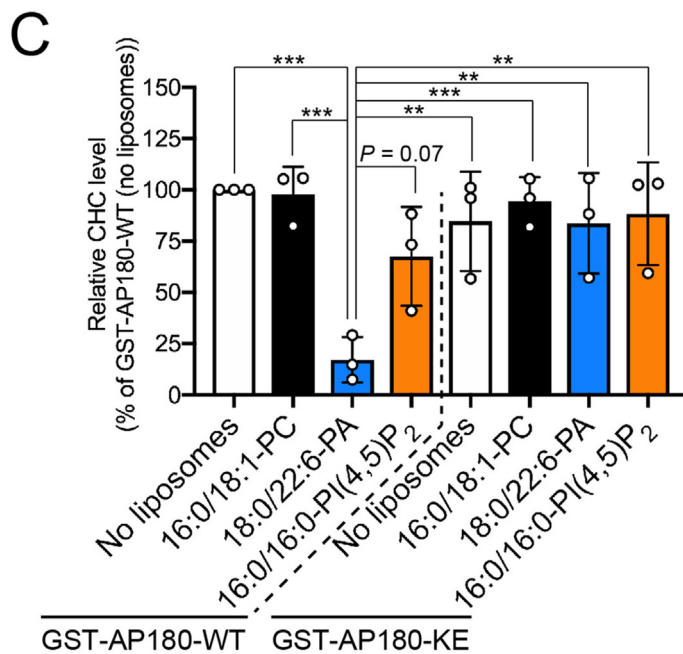 C
*** **
**
*** ***
**
P = 0.07
Relative CHC level
(% of GST-AP180-WT (no liposomes))
150
125
100
75
50
25
0
No liposomes
16:0/18:1-PC
18:0/22:6-PA
16:0/16:0-PI(4,5)P2
No liposomes
16:0/18:1-PC
18:0/22:6-PA
16:0/16:0-PI(4,5)P2
GST-AP180-WT GST-AP180-KE